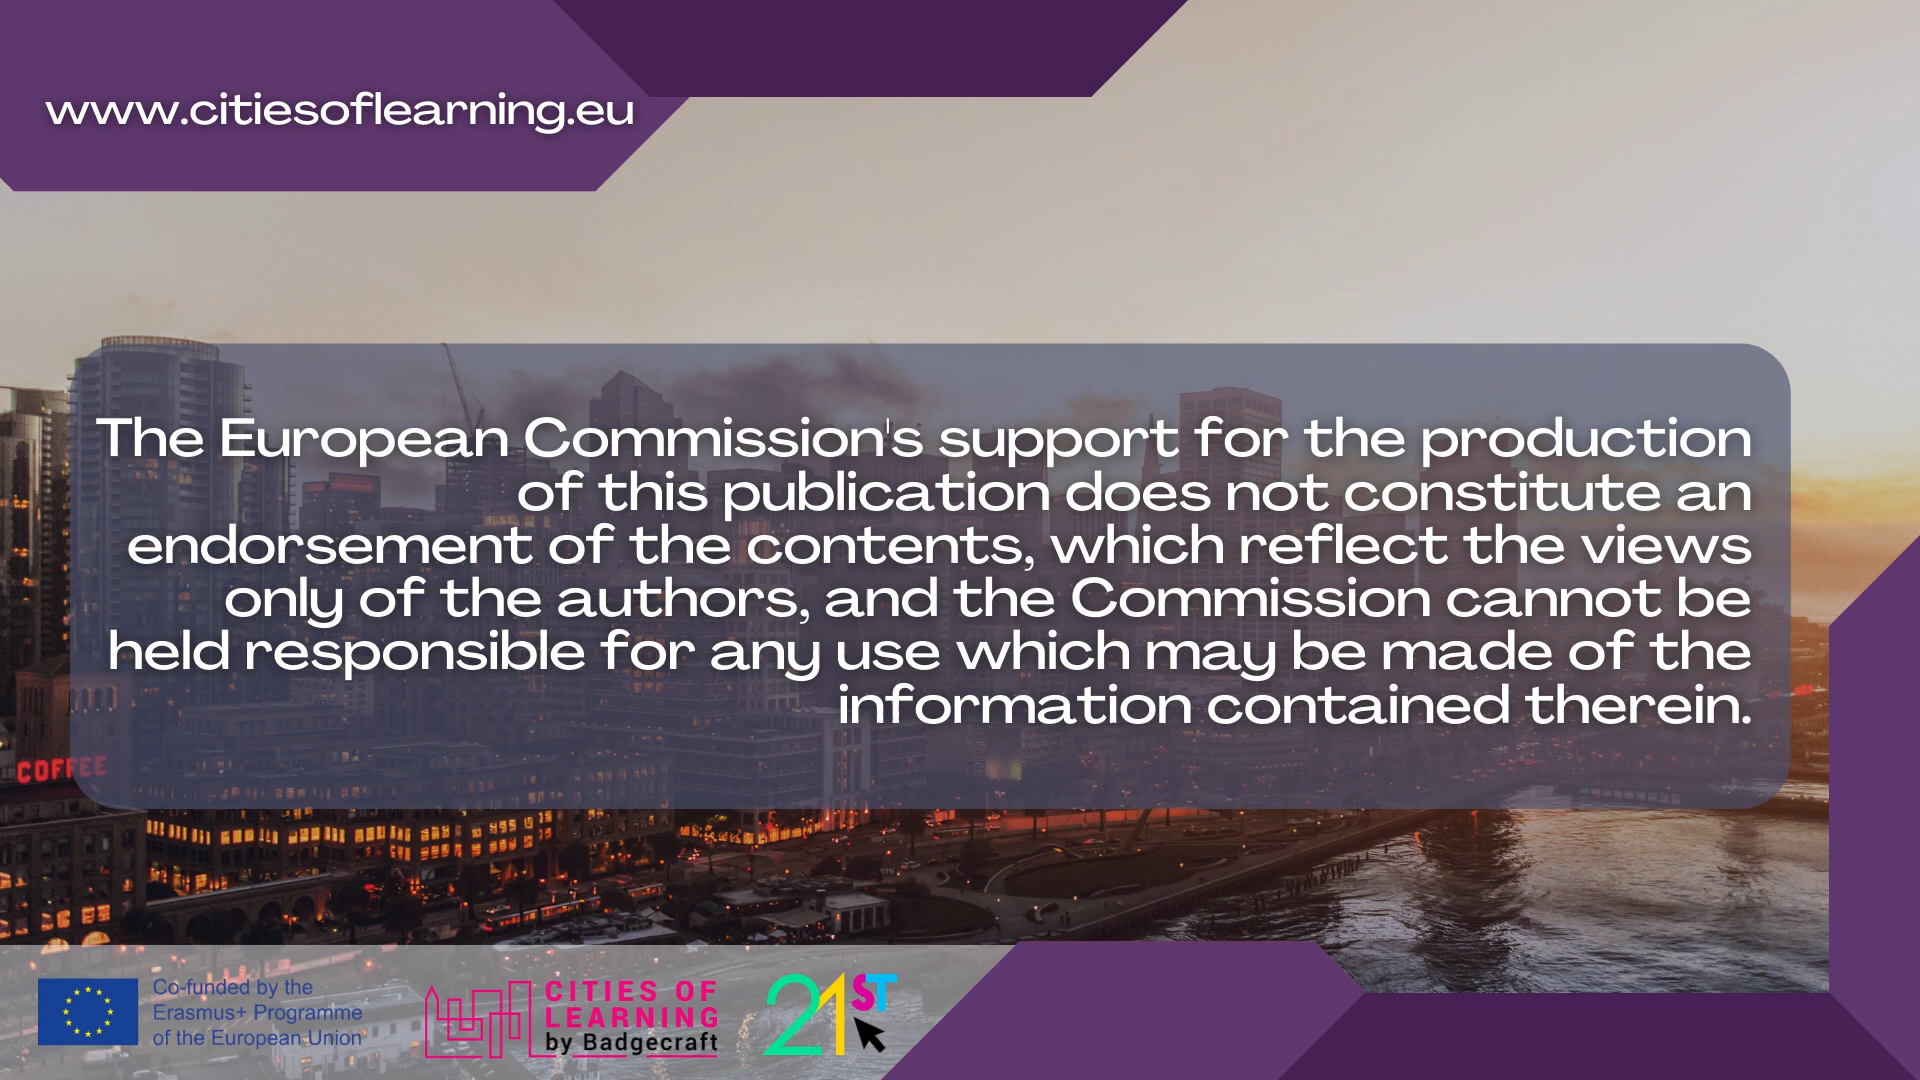 www.citiesoflearning.eu
The European Commission's support for the production
of this publication does not constitute an
endorsement of the contents, which reflect the views
only of the authors, and the Commission cannot be
held responsible for any use which may be made of the
information contained therein.
COFFEE
Co-funded by the
Erasmus+ Programme
of the European Union
CITIES OF
LEARNING
by Badgecraft
21ST